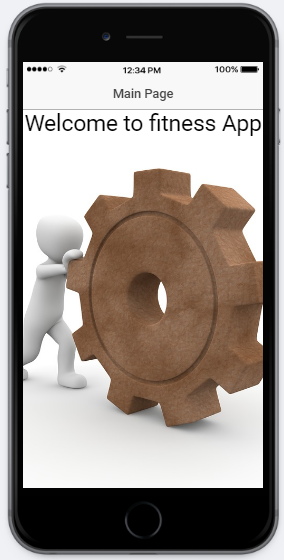 12:34 PM
100%
Main Page
Welcome to fitness App